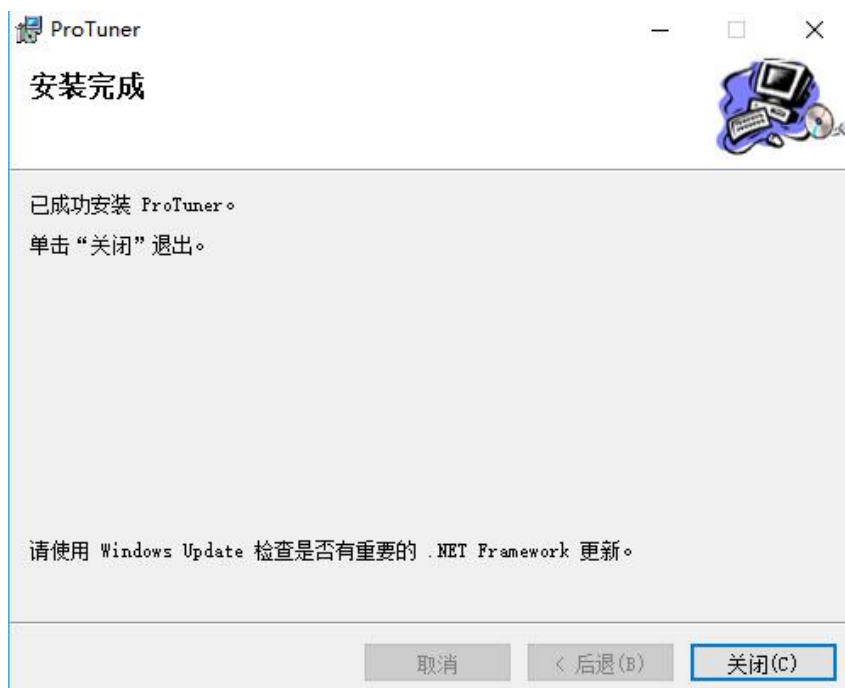 ProTuner
安装完成
已成功安装 ProTuner。
单击“关闭”退出。
请使用 Windows Update 检查是否有重要的 .NET Framework 更新。
取消
< 后退(B)
关闭(C)